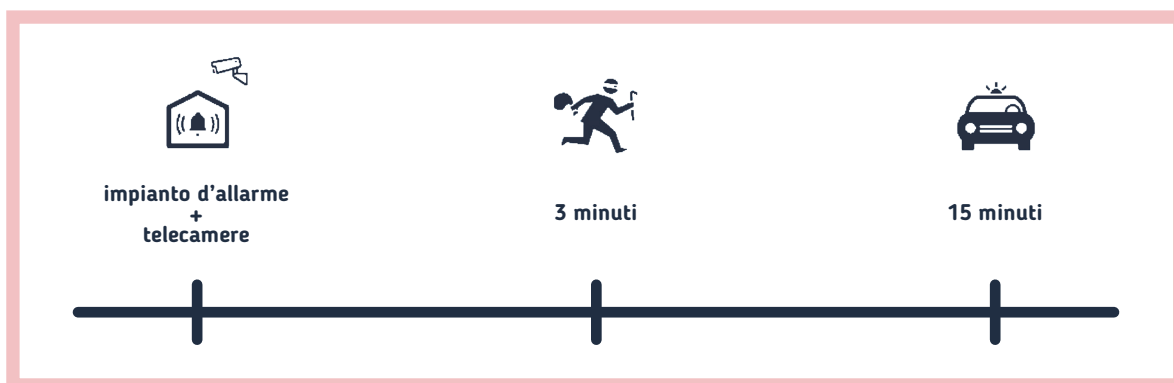 impianto d'allarme
+
telecamere
3 minuti
15 minuti